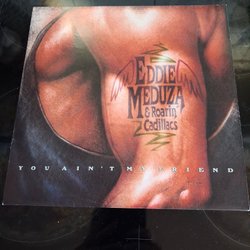 EDDIE
MEDUZA
& Roarin'
Cadillacs
YOU AIN'T MY FRIEND